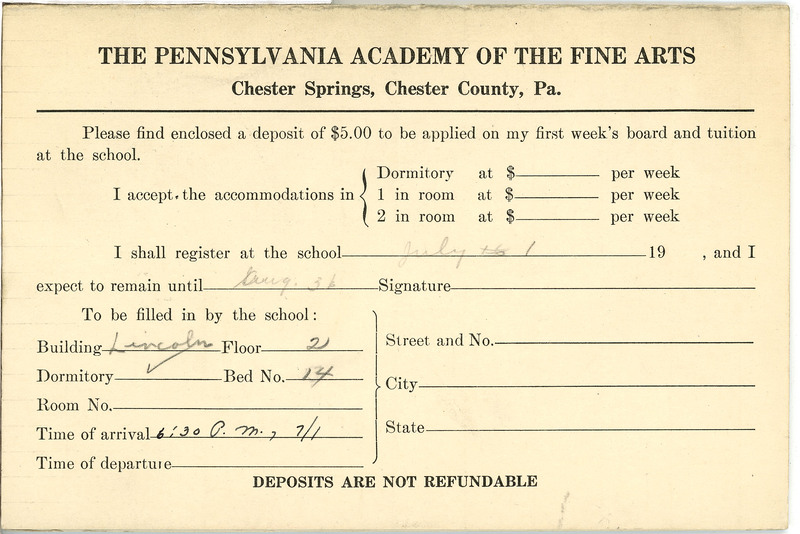 THE PENNSYLVANIA ACADEMY OF THE FINE ARTS
Chester Springs, Chester County, Pa.
Please find enclosed a deposit of $5.00 to be applied on my first week's board and tuition
at the school.
I accept the accommodations in
Dormitory at $ per week
1 in room at $ per week
2 in room at $ per week
I shall register at the school July 1 19 , and I
expect to remain until Aug. 31 Signature
To be filled in by the school:
Building Lincoln Floor 2
Dormitory ✓ Bed No. 14
Room No.
Time of arrival 6:30 P. M., 7/1
Time of departure
Street and No.
City
State
DEPOSITS ARE NOT REFUNDABLE